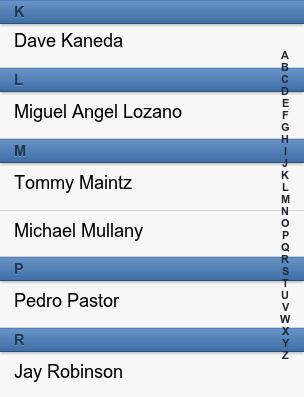 K
Dave Kaneda
L
Miguel Angel Lozano
M
Tommy Maintz
Michael Mullany
P
Pedro Pastor
R
Jay Robinson
A
B
C
D
E
F
G
H
I
J
K
L
M
N
O
P
Q
R
S
T
U
V
W
X
Y
Z